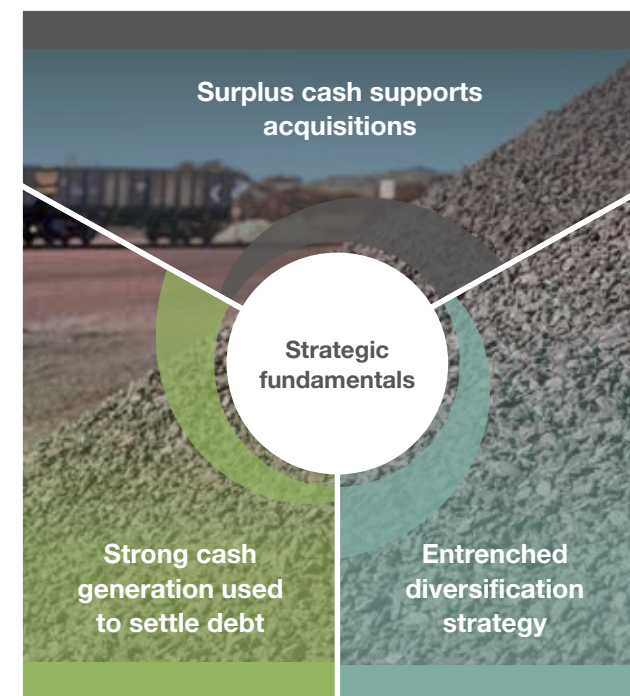 Surplus cash supports
acquisitions
Strategic
fundamentals
Strong cash
generation used
to settle debt
Entrenched
diversification
strategy